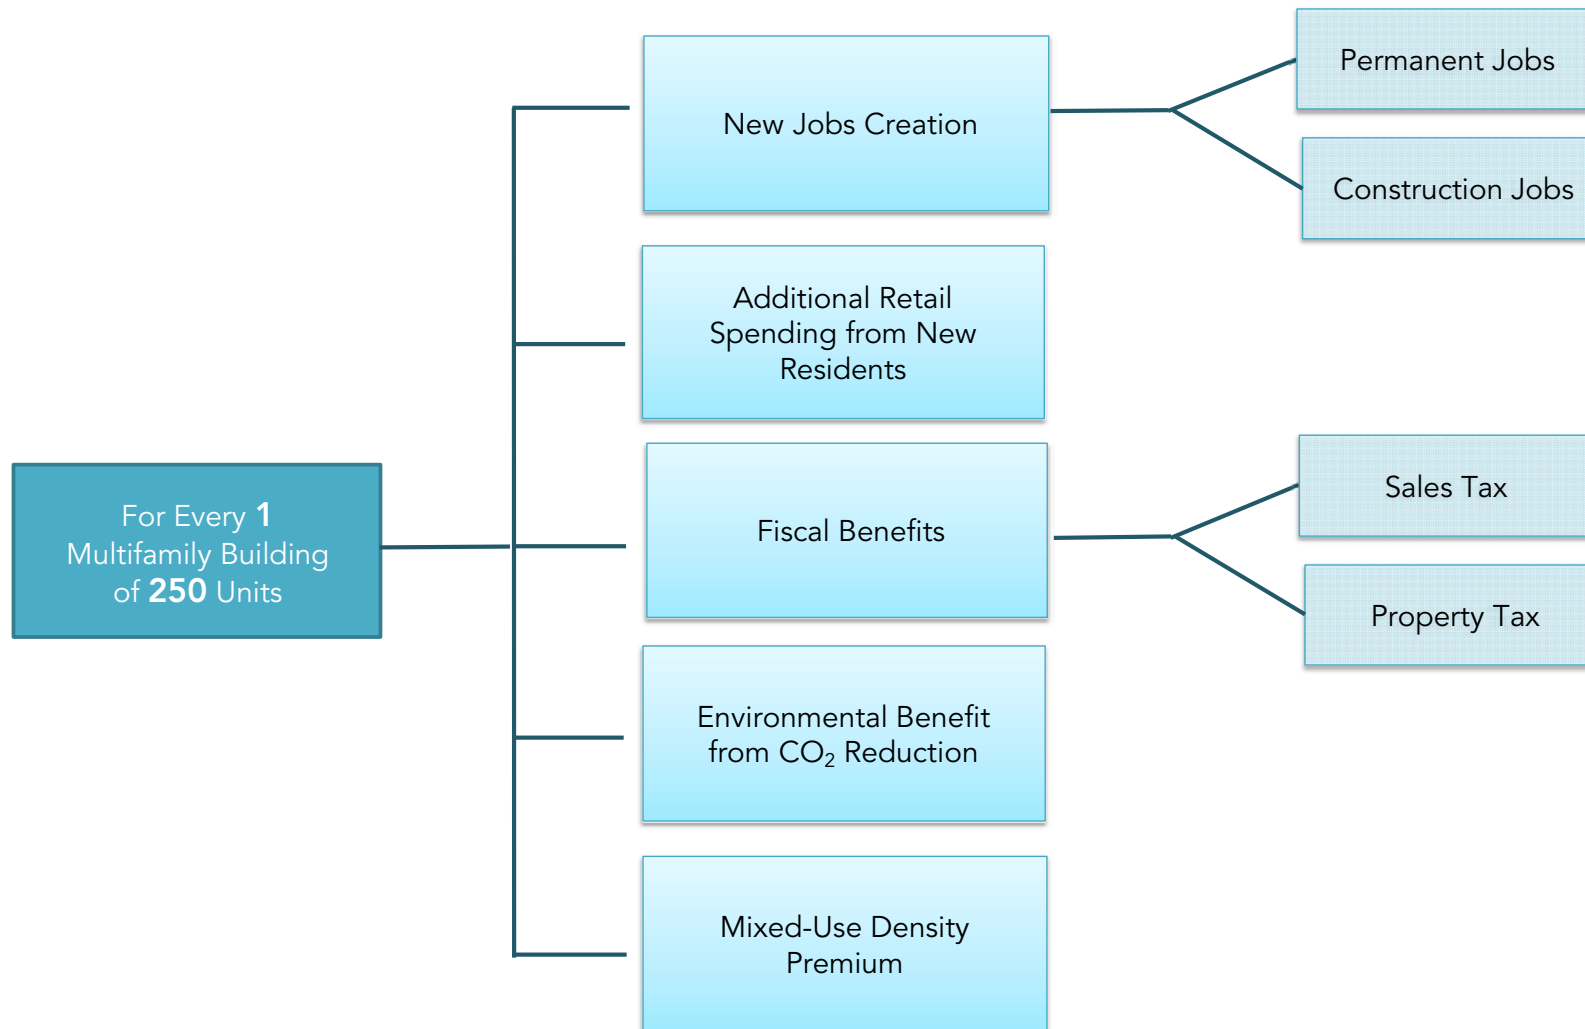 For Every 1
Multifamily Building
of 250 Units
New Jobs Creation
Permanent Jobs
Construction Jobs
Additional Retail
Spending from New
Residents
Fiscal Benefits
Sales Tax
Property Tax
Environmental Benefit
from CO₂ Reduction
Mixed-Use Density
Premium